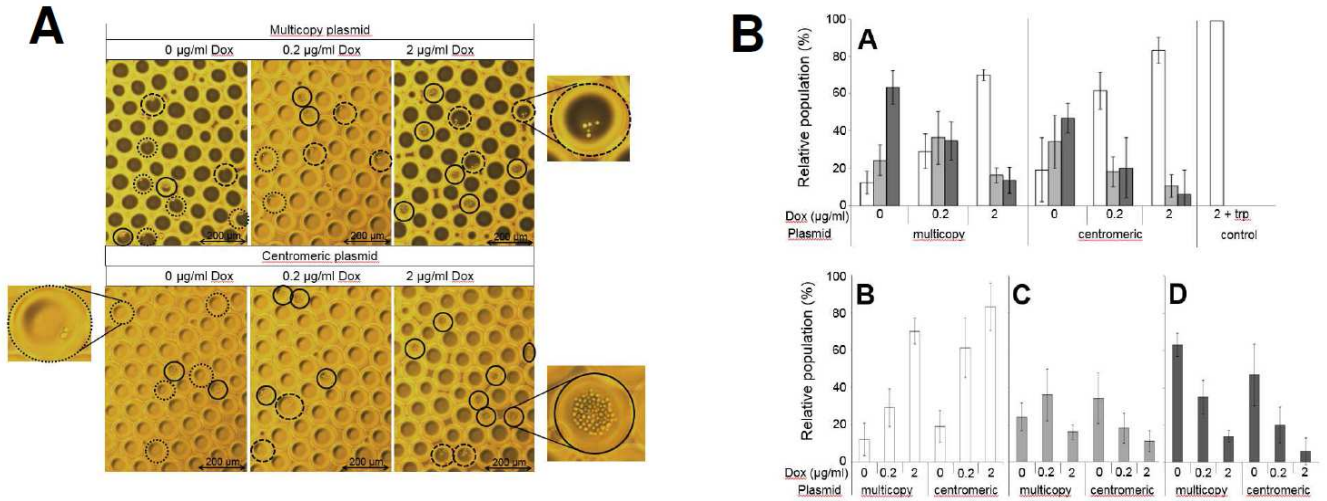 A
Multicopy plasmid
0 µg/ml Dox 0.2 µg/ml Dox 2 µg/ml Dox
200 µm 200 µm 200 µm
Centromeric plasmid
0 µg/ml Dox 0.2 µg/ml Dox 2 µg/ml Dox
200 µm 200 µm 200 µm
B
A
Relative population (%)
100
80
60
40
20
0
Dox (µg/ml) 0 0.2 2 0 0.2 2 2 + trp
Plasmid multicopy centromeric control
B C D
Relative population (%)
100
80
60
40
20
0
Dox (µg/ml) 0 0.2 2 0 0.2 2 0 0.2 2 0 0.2 2 0 0.2 2 0 0.2 2
Plasmid multicopy centromeric multicopy centromeric multicopy centromeric